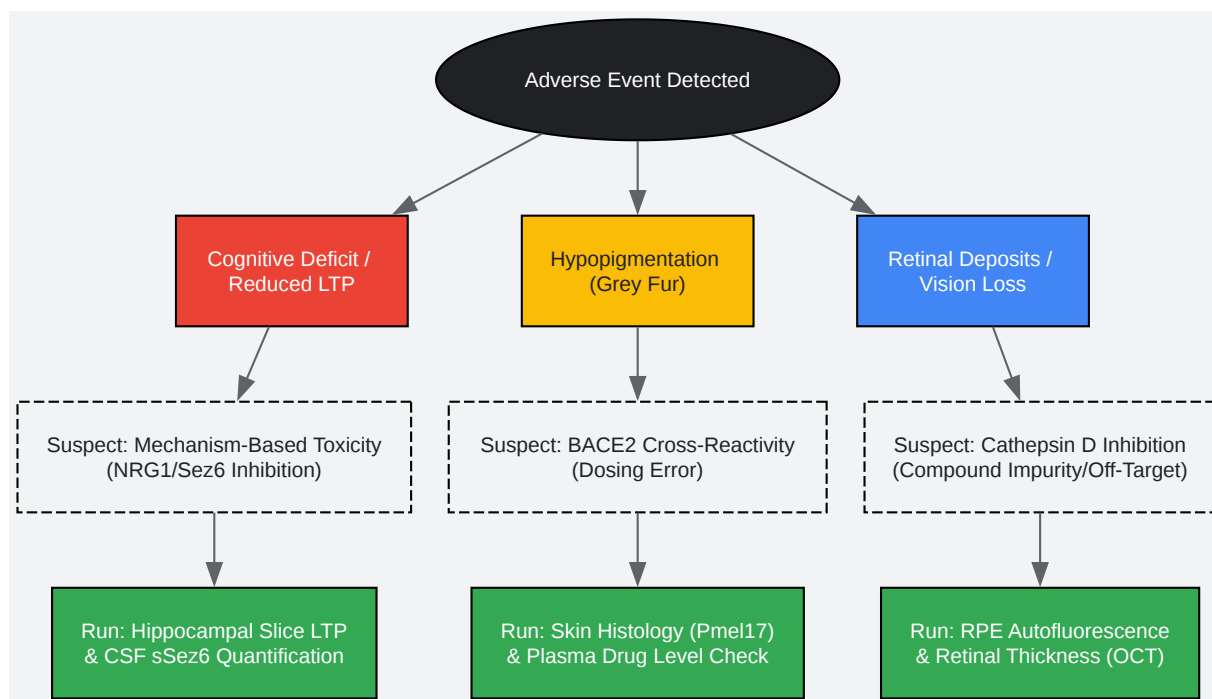 Adverse Event Detected
Cognitive Deficit /
Reduced LTP
Hypopigmentation
(Grey Fur)
Retinal Deposits /
Vision Loss
Suspect: Mechanism-Based Toxicity
(NRG1/Sez6 Inhibition)
Suspect: BACE2 Cross-Reactivity
(Dosing Error)
Suspect: Cathepsin D Inhibition
(Compound Impurity/Off-Target)
Run: Hippocampal Slice LTP
& CSF sSez6 Quantification
Run: Skin Histology (Pmel17)
& Plasma Drug Level Check
Run: RPE Autofluorescence
& Retinal Thickness (OCT)